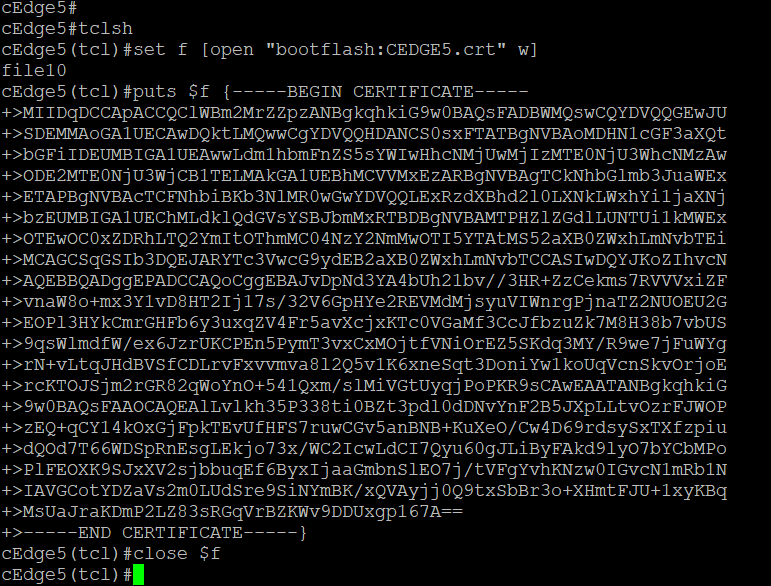 cEdge5#
cEdge5#tclsh
cEdge5(tcl)#set f [open "bootflash:CEDGE5.crt" w]
file10
cEdge5(tcl)#puts $f {-----BEGIN CERTIFICATE-----
+>MIIDqDCCApACCQClWBm2MrZZpzANBgkqhkiG9w0BAQsFADBWMQswCQYDVQQGEwJU
+>SDEMMAoGA1UECAwDQktLMQwwCgYDVQQHDANCS0sxFTATBgNVBAoMDHN1cGF3aXQt
+>bGFiIDEUMBIGA1UEAwwLdm1hbmFnZS5sYWIwHhcNMjUwMjIzMTE0NjU3WhcNMzAw
+>ODE2MTE0NjU3WjCB1TELMAkGA1UEBhMCVVMxEzARBgNVBAgTCkNhbGlmb3JuaWEx
+>ETAPBgNVBAcTCFNhbiBKb3NlMR0wGwYDVQQLExRzdXBhd2l0LXNkLWxhYi1jaXNj
+>bzEUMBIGA1UEChMLdklQdGVsYSBJbmMxRTBDBgNVBAMTPHZlZGdlLUNTUi1kMWEx
+>OTEwOC0xZDRhLTQ2YmItOThmMC04NzY2NmMwOTI5YTAtMS52aXB0ZWxhLmNvbTEi
+>MCAGCSqGSIb3DQEJARYTc3VwcG9ydEB2aXB0ZWxhLmNvbTCCASIwDQYJKoZIhvcN
+>AQEBBQADggEPADCCAQoCggEBAJvDpNd3YA4bUh21bv//3HR+ZzCekms7RVVVxiZF
+>vnaW8o+mx3Y1vD8HT2Ij17s/32V6GpHYe2REVMdMjsyuVIWnrgPjnaTZ2NUOEU2G
+>EOPl3HYkCmrGHFb6y3uxqZV4Fr5avXcjxKTc0VGaMf3CcJfbzuZk7M8H38b7vbUS
+>9qsWlmdfW/ex6JzrUKCPEn5PymT3vxCxMOjtfVNiOrEZ5SKdq3MY/R9we7jFuWYg
+>rN+vLtqJHdBVSfCDLrvFxvvmva8l2Q5v1K6xneSqt3DoniYw1koUqVcnSkvOrjoE
+>rcKTOJSjm2rGR82qWoYnO+541Qxm/slMiVGtUyqjPoPKR9sCAwEAATANBgkqhkiG
+>9w0BAQsFAAOCAQEAlLvlkh35P338ti0BZt3pdl0dDNvYnF2B5JXpLLtvOzrFJWOP
+>zEQ+qCY14kOxGjFpkTEvUfHFS7ruwCGv5anBNB+KuXeO/Cw4D69rdsySxTXfzpiu
+>dQOd7T66WDSpRnEsgLEkjo73x/WC2IcwLdCI7Qyu60gJLiByFAkd9lyO7bYCbMPo
+>PlFEOXK9SJxXV2sjbbuqEf6ByxIjaaGmbnSlEO7j/tVFgYvhKNzw0IGvcN1mRb1N
+>IAVGCotYDZaVs2m0LUdSre9SiNYmBK/xQVAyjj0Q9txSbBr3o+XHmtFJU+1xyKBq
+>MsUaJraKDmP2LZ83sRGqVrBZKWv9DDUxgp167A==
+>-----END CERTIFICATE-----}
cEdge5(tcl)#close $f
cEdge5(tcl)#